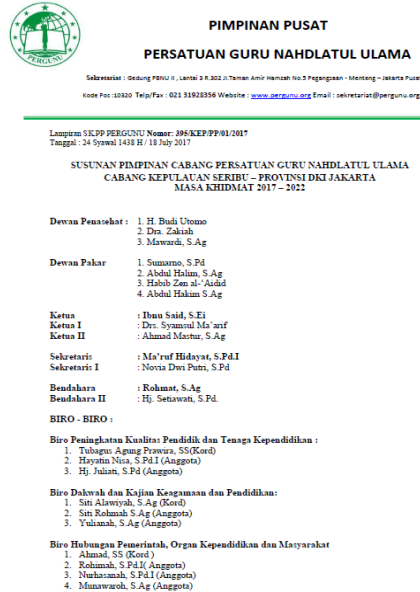 PERGUNU
PIMPINAN PUSAT
PERSATUAN GURU NAHDLATUL ULAMA
Sekretariat : Gedung PBNU II , Lantai 3 R.302 Jl.Taman Amir Hamzah No.5 Pegangsaan - Menteng – Jakarta Pusat
Kode Pos :10320 Telp/Fax : 021 31928356 Website : www.pergunu.org Email : sekretariat@pergunu.org
Lampiran SK.PP PERGUNU Nomor: 395/KEP/PP/01/2017
Tanggal : 24 Syawal 1438 H / 18 July 2017
SUSUNAN PIMPINAN CABANG PERSATUAN GURU NAHDLATUL ULAMA
CABANG KEPULAUAN SERIBU – PROVINSI DKI JAKARTA
MASA KHIDMAT 2017 – 2022
Dewan Penasehat : 1. H. Budi Utomo
2. Dra. Zakiah
3. Mawardi, S.Ag
Dewan Pakar 1. Sumarno, S.Pd
2. Abdul Halim, S.Ag
3. Habib Zen al-‘Aidid
4. Abdul Hakim S.Ag
Ketua : Ibnu Said, S.Ei
Ketua I : Drs. Syamsul Ma’arif
Ketua II : Ahmad Mastur, S.Ag
Sekretaris : Ma’ruf Hidayat, S.Pd.I
Sekretaris I : Novia Dwi Putri, S.Pd
Bendahara : Rohmat, S.Ag
Bendahara II : Hj. Setiawati, S.Pd.
BIRO - BIRO :
Biro Peningkatan Kualitas Pendidik dan Tenaga Kependidikan :
1. Tubagus Agung Prawira, SS(Kord)
2. Hayatin Nisa, S.Pd.I (Anggota)
3. Hj. Juliati, S.Pd (Anggota)
Biro Dakwah dan Kajian Keagamaan dan Pendidikan:
1. Siti Alawiyah, S.Ag (Kord)
2. Siti Rohmah S.Ag (Anggota)
3. Yulianah, S.Ag (Anggota)
Biro Hubungan Pemerintah, Organ Kependidikan dan Masyarakat
1. Ahmad, SS (Kord )
2. Rohimah, S.Pd.I( Anggota)
3. Nurhasanah, S.Pd.I (Anggota)
4. Munawaroh, S.Ag (Anggota)